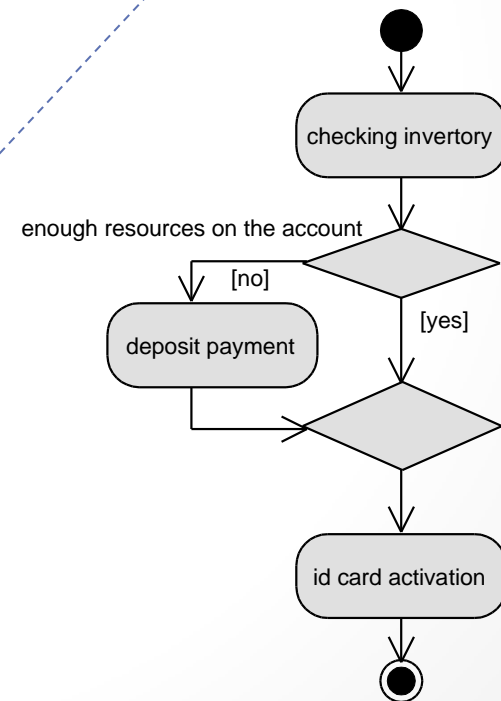 checking invertory
enough resources on the account
[no]
[yes]
deposit payment
id card activation